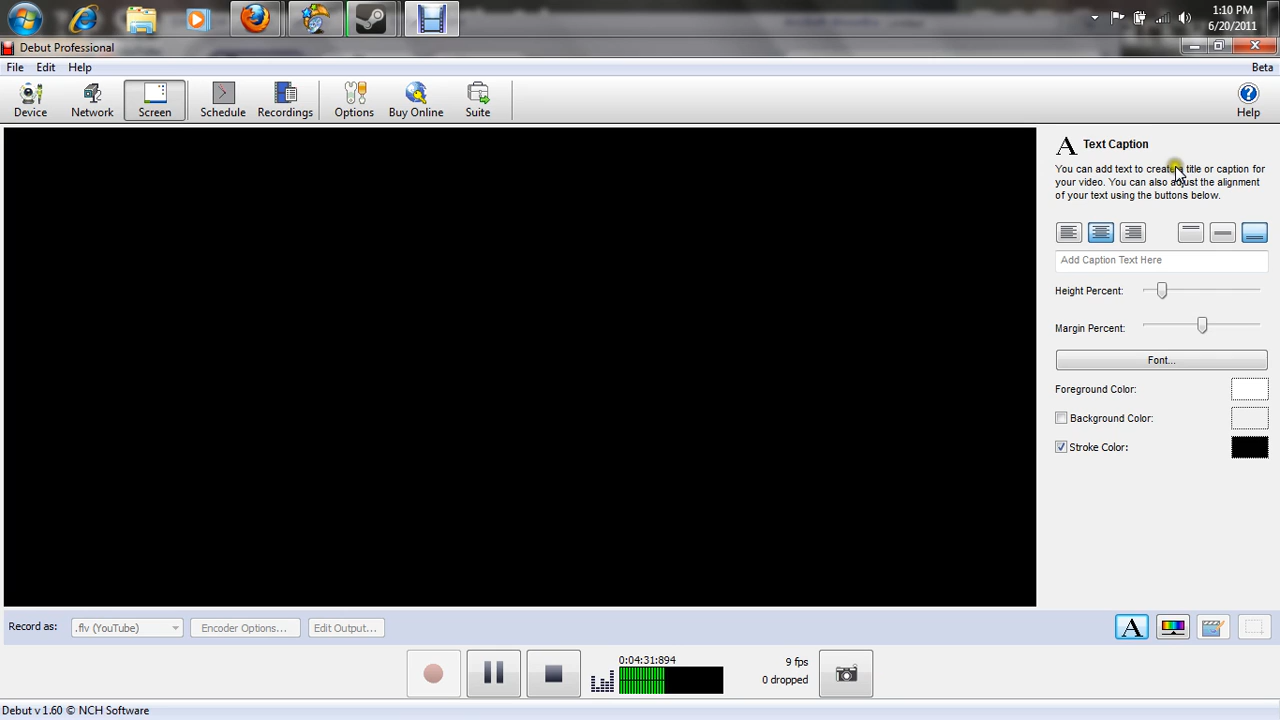 1:10 PM
6/20/2011
Debut Professional
File Edit Help Beta
Device Network Screen Schedule Recordings Options Buy Online Suite Help
A Text Caption
You can add text to create a title or caption for
your video. You can also adjust the alignment
of your text using the buttons below.
Add Caption Text Here
Height Percent:
Margin Percent:
Font...
Foreground Color:
Background Color:
Stroke Color:
Record as: .flv (YouTube) Encoder Options... Edit Output... A
0:04:31:894 9 fps
0 dropped
Debut v 1.60 © NCH Software